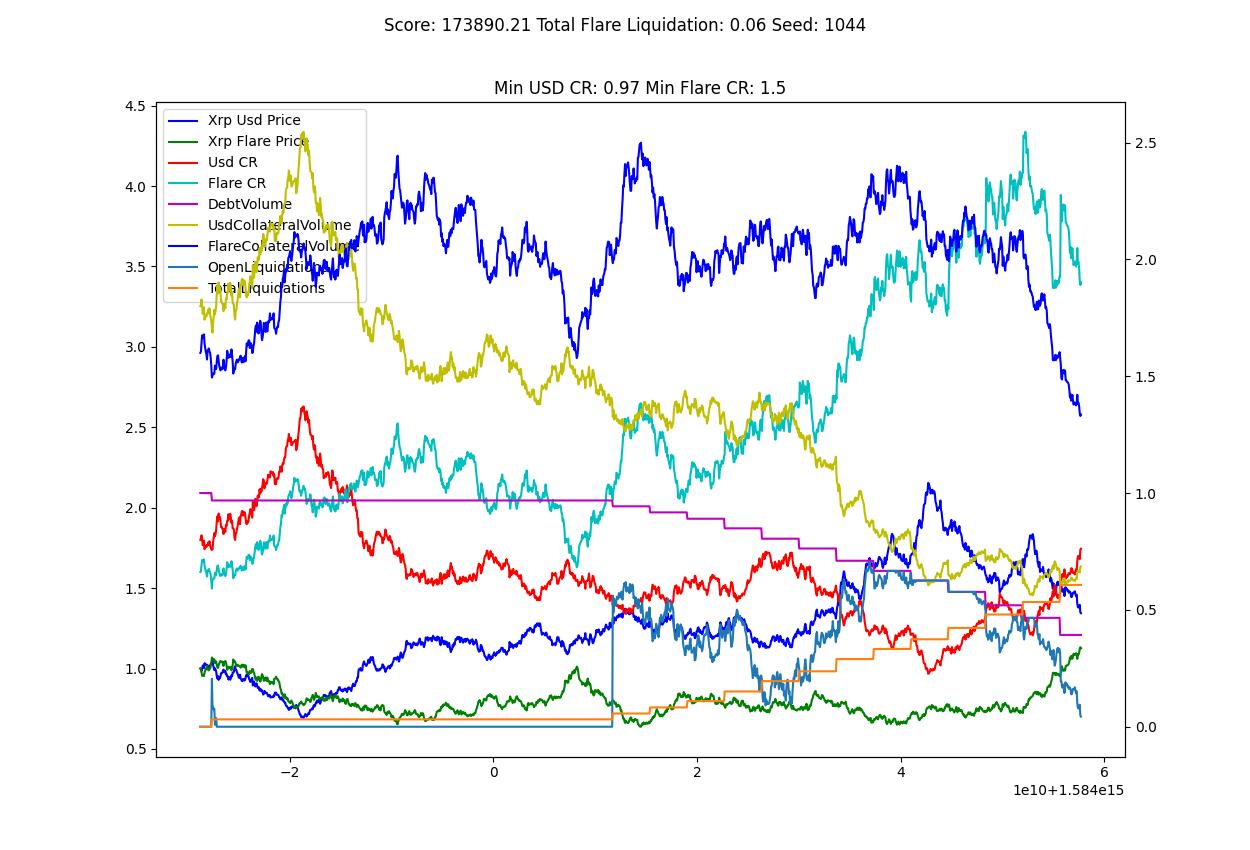 Score: 173890.21 Total Flare Liquidation: 0.06 Seed: 1044
Min USD CR: 0.97 Min Flare CR: 1.5
Xrp Usd Price
Xrp Flare Price
Usd CR
Flare CR
DebtVolume
UsdCollateralVolume
FlareCollateralVolume
OpenLiquidations
TotalLiquidations
4.5
4.0
3.5
3.0
2.5
2.0
1.5
1.0
0.5
2.5
2.0
1.5
1.0
0.5
0.0
−2
0
2
4
6
1e10+1.584e15